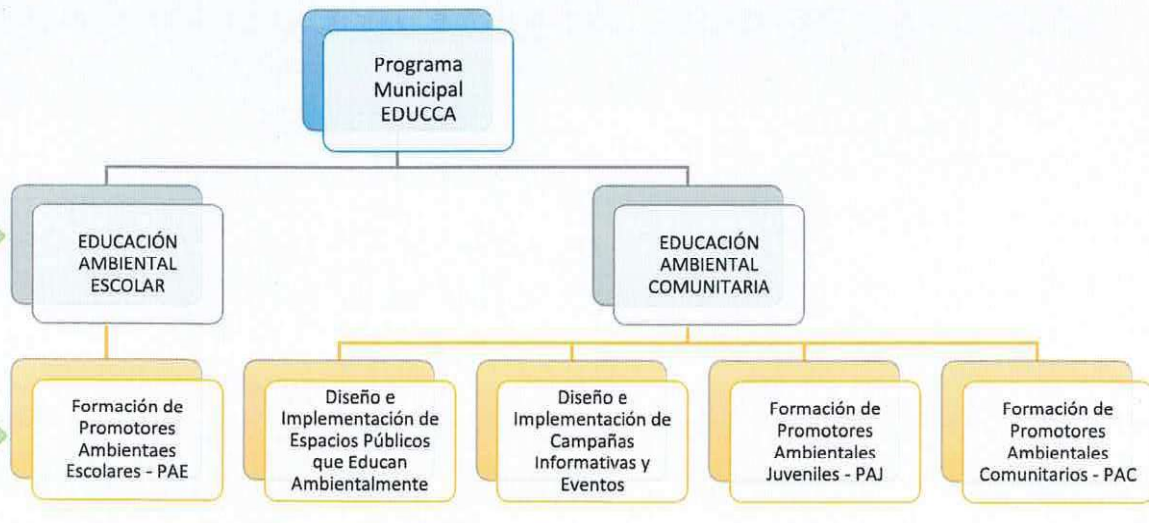 Programa
Municipal
EDUCCA
EDUCACIÓN
AMBIENTAL
ESCOLAR
EDUCACIÓN
AMBIENTAL
COMUNITARIA
Formación de
Promotores
Ambientaes
Escolares - PAE
Diseño e
Implementación de
Espacios Públicos
que Educan
Ambientalmente
Diseño e
Implementación de
Campañas
Informativas y
Eventos
Formación de
Promotores
Ambientales
Juveniles - PAJ
Formación de
Promotores
Ambientales
Comunitarios - PAC